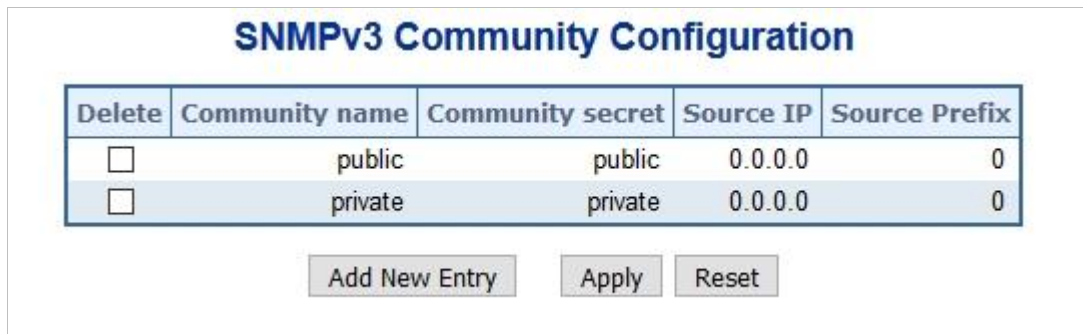 SNMPv3 Community Configuration
Delete Community name Community secret Source IP Source Prefix
public public 0.0.0.0 0
private private 0.0.0.0 0
Add New Entry Apply Reset